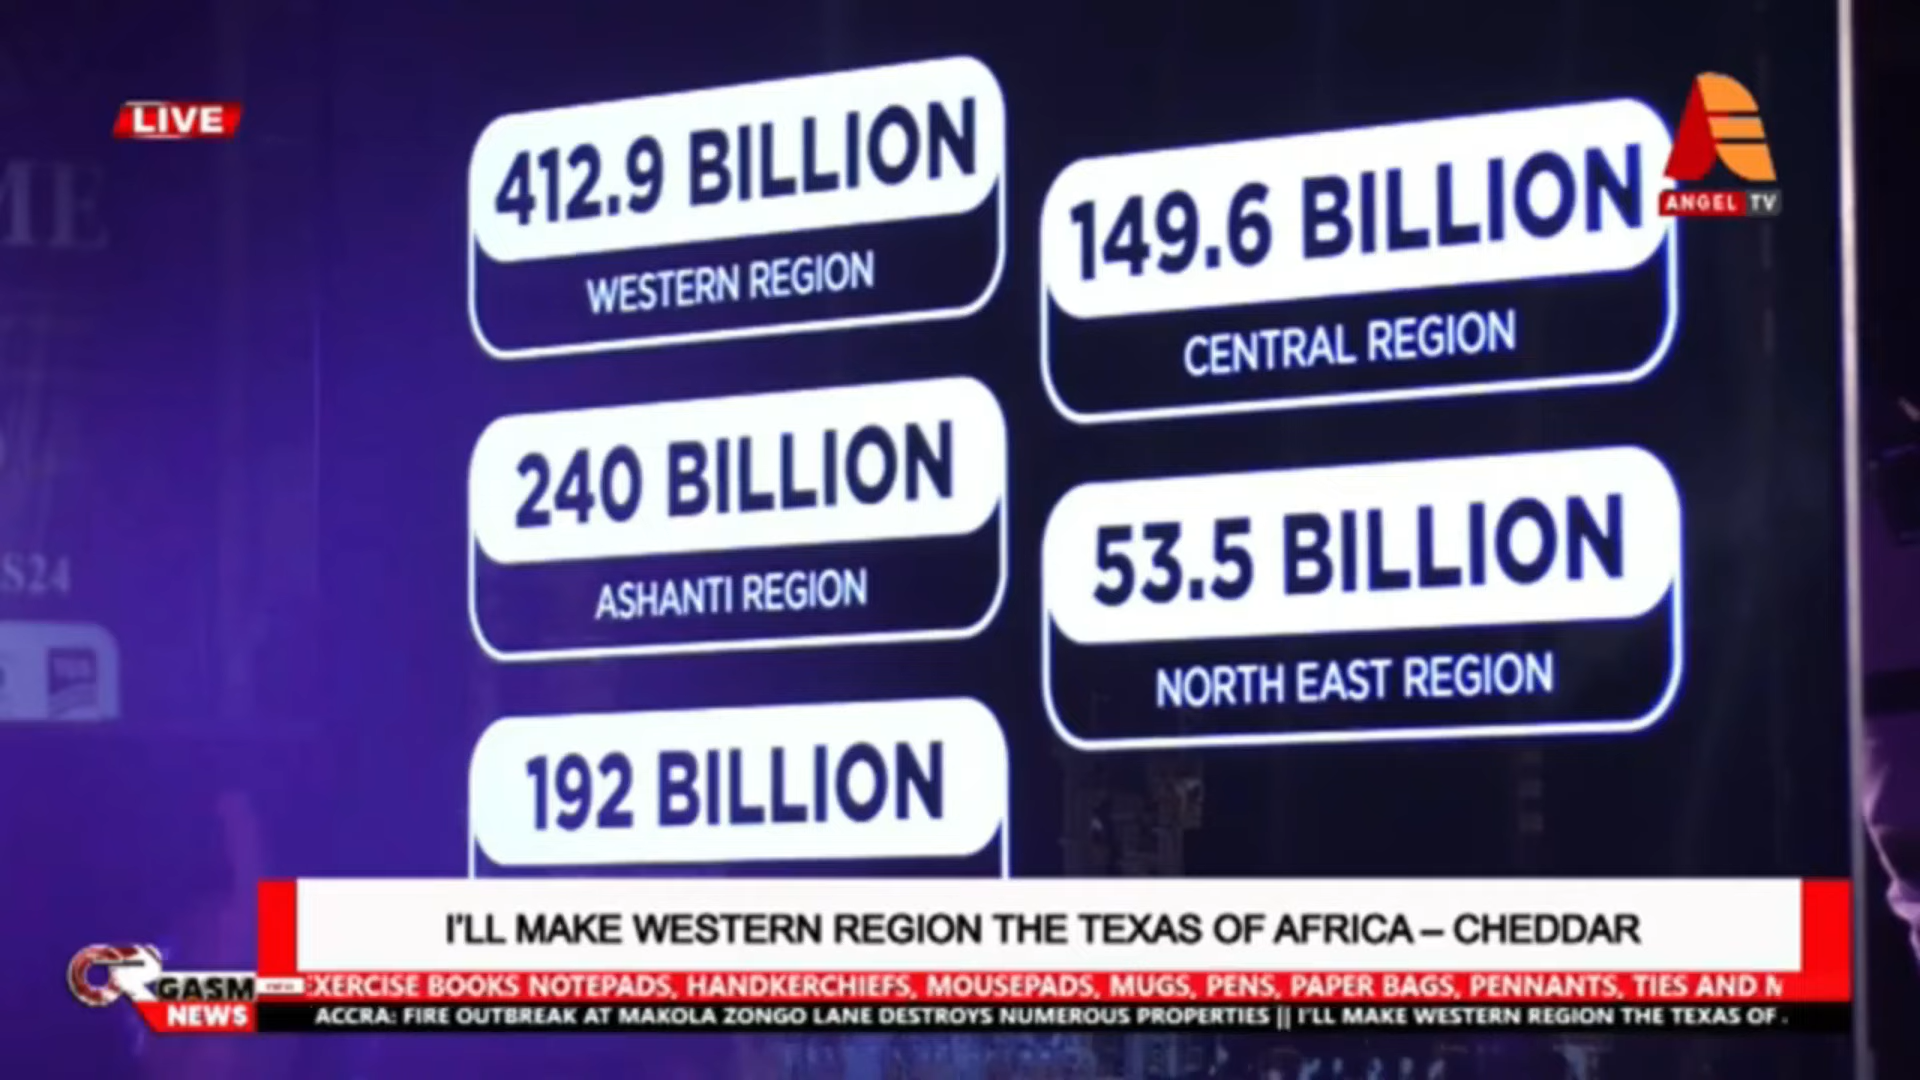 LIVE
ME
S24
412.9 BILLION
WESTERN REGION
240 BILLION
ASHANTI REGION
192 BILLION
149.6 BILLION
CENTRAL REGION
53.5 BILLION
NORTH EAST REGION
ANGEL TV
I'LL MAKE WESTERN REGION THE TEXAS OF AFRICA – CHEDDAR
GASM
NEWS
EXERCISE BOOKS NOTEPADS, HANDKERCHIEFS, MOUSEPADS, MUGS, PENS, PAPER BAGS, PENNANTS, TIES AND
ACCRA: FIRE OUTBREAK AT MAKOLA ZONGO LANE DESTROYS NUMEROUS PROPERTIES || I'LL MAKE WESTERN REGION THE TEXAS OF